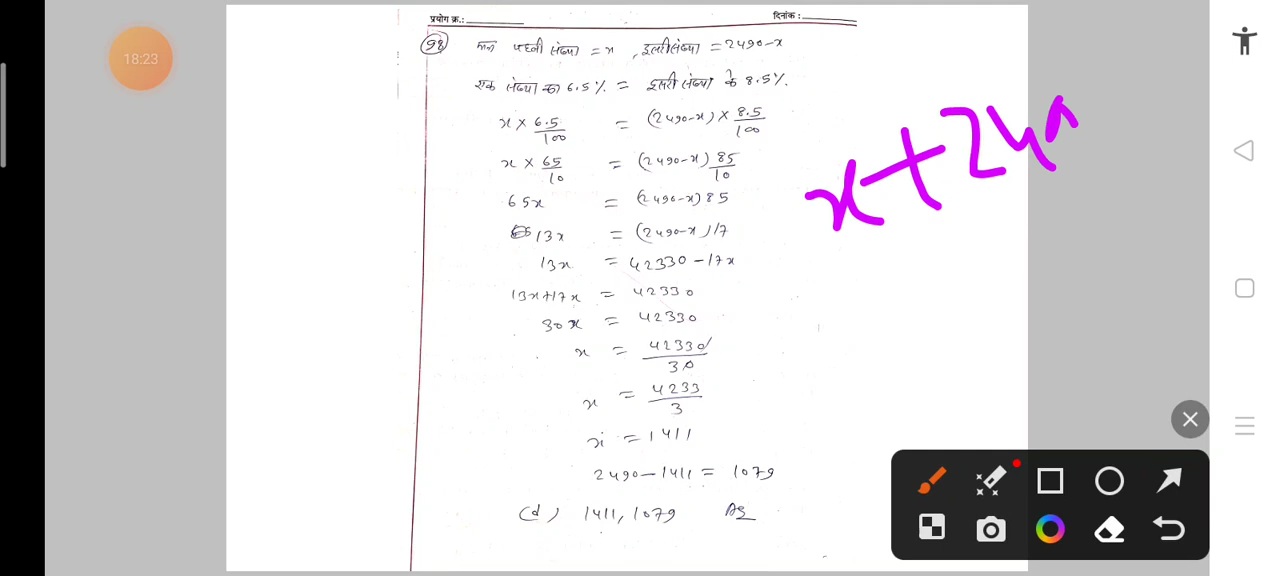 प्रयोग क्र.:
दिनांक :
18:23
98 माना पहली संख्या = x , दूसरी संख्या = 2490-x
एक संख्या का 6.5% = दूसरी संख्या के 8.5%.
x × 6.5/100 = (2490-x) × 8.5/100
x × 65/10 = (2490-x) 85/10
65x = (2490-x) 85
13x = (2490-x) 17
13x = 42330 - 17x
13x+17x = 42330
30x = 42330
x = 42330/30
x = 4233/3
x = 1411
2490 - 1411 = 1079
(d) 1411, 1079 Ans
x+24